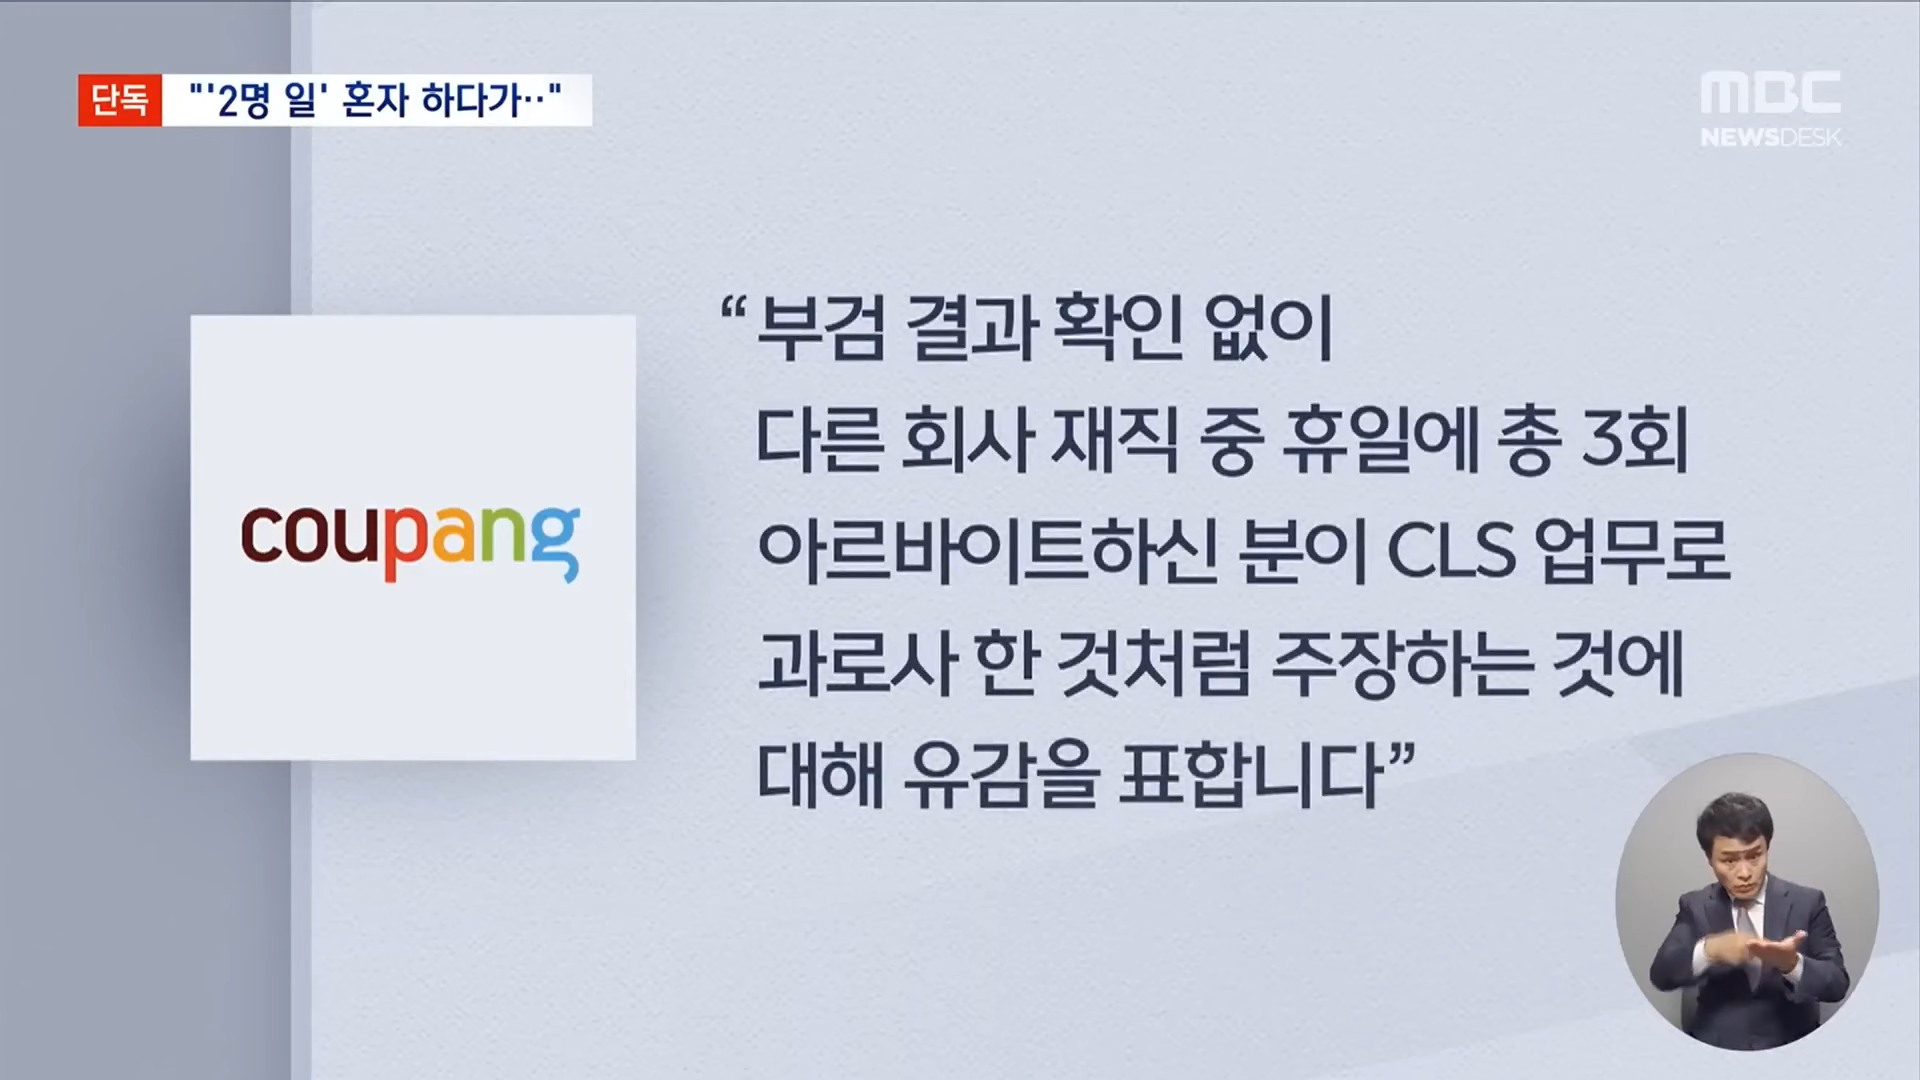 단독 "'2명 일' 혼자 하다가··"
MBC
NEWSDESK
“부검 결과 확인 없이
다른 회사 재직 중 휴일에 총 3회
아르바이트하신 분이 CLS 업무로
과로사 한 것처럼 주장하는 것에
대해 유감을 표합니다”
coupang